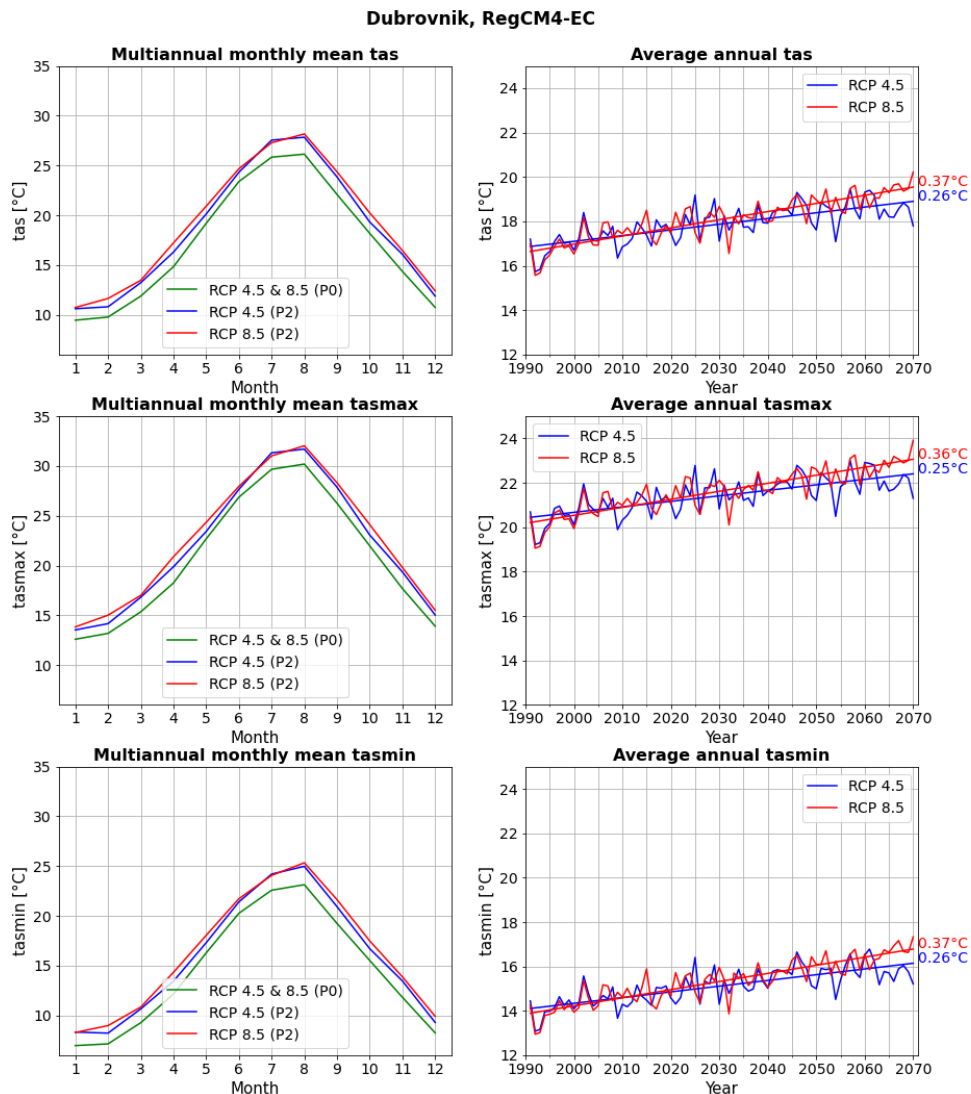 Dubrovnik, RegCM4-EC
Multiannual monthly mean tas
35
30
25
20
15
10
tas [°C]
RCP 4.5 & 8.5 (P0)
RCP 4.5 (P2)
RCP 8.5 (P2)
1 2 3 4 5 6 7 8 9 10 11 12
Month
Average annual tas
24
22
20
18
16
14
12
tas [°C]
RCP 4.5
RCP 8.5
0.37°C
0.26°C
1990 2000 2010 2020 2030 2040 2050 2060 2070
Year
Multiannual monthly mean tasmax
35
30
25
20
15
10
tasmax [°C]
RCP 4.5 & 8.5 (P0)
RCP 4.5 (P2)
RCP 8.5 (P2)
1 2 3 4 5 6 7 8 9 10 11 12
Month
Average annual tasmax
24
22
20
18
16
14
12
tasmax [°C]
RCP 4.5
RCP 8.5
0.36°C
0.25°C
1990 2000 2010 2020 2030 2040 2050 2060 2070
Year
Multiannual monthly mean tasmin
35
30
25
20
15
10
tasmin [°C]
RCP 4.5 & 8.5 (P0)
RCP 4.5 (P2)
RCP 8.5 (P2)
1 2 3 4 5 6 7 8 9 10 11 12
Month
Average annual tasmin
24
22
20
18
16
14
12
tasmin [°C]
RCP 4.5
RCP 8.5
0.37°C
0.26°C
1990 2000 2010 2020 2030 2040 2050 2060 2070
Year